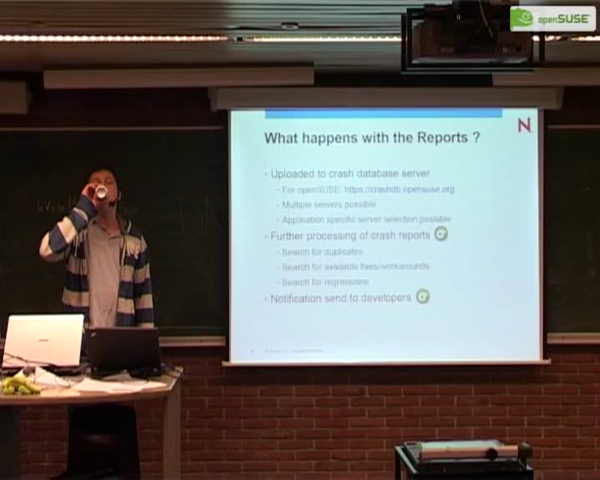 openSUSE
N
What happens with the Reports ?
- Uploaded to crash database server
- For openSUSE: https://crashdb.opensuse.org
- Multiple servers possible
- Application specific server selection possible
- Further processing of crash reports
- Search for duplicates
- Search for available fixes/workarounds
- Search for regressions
- Notification send to developers